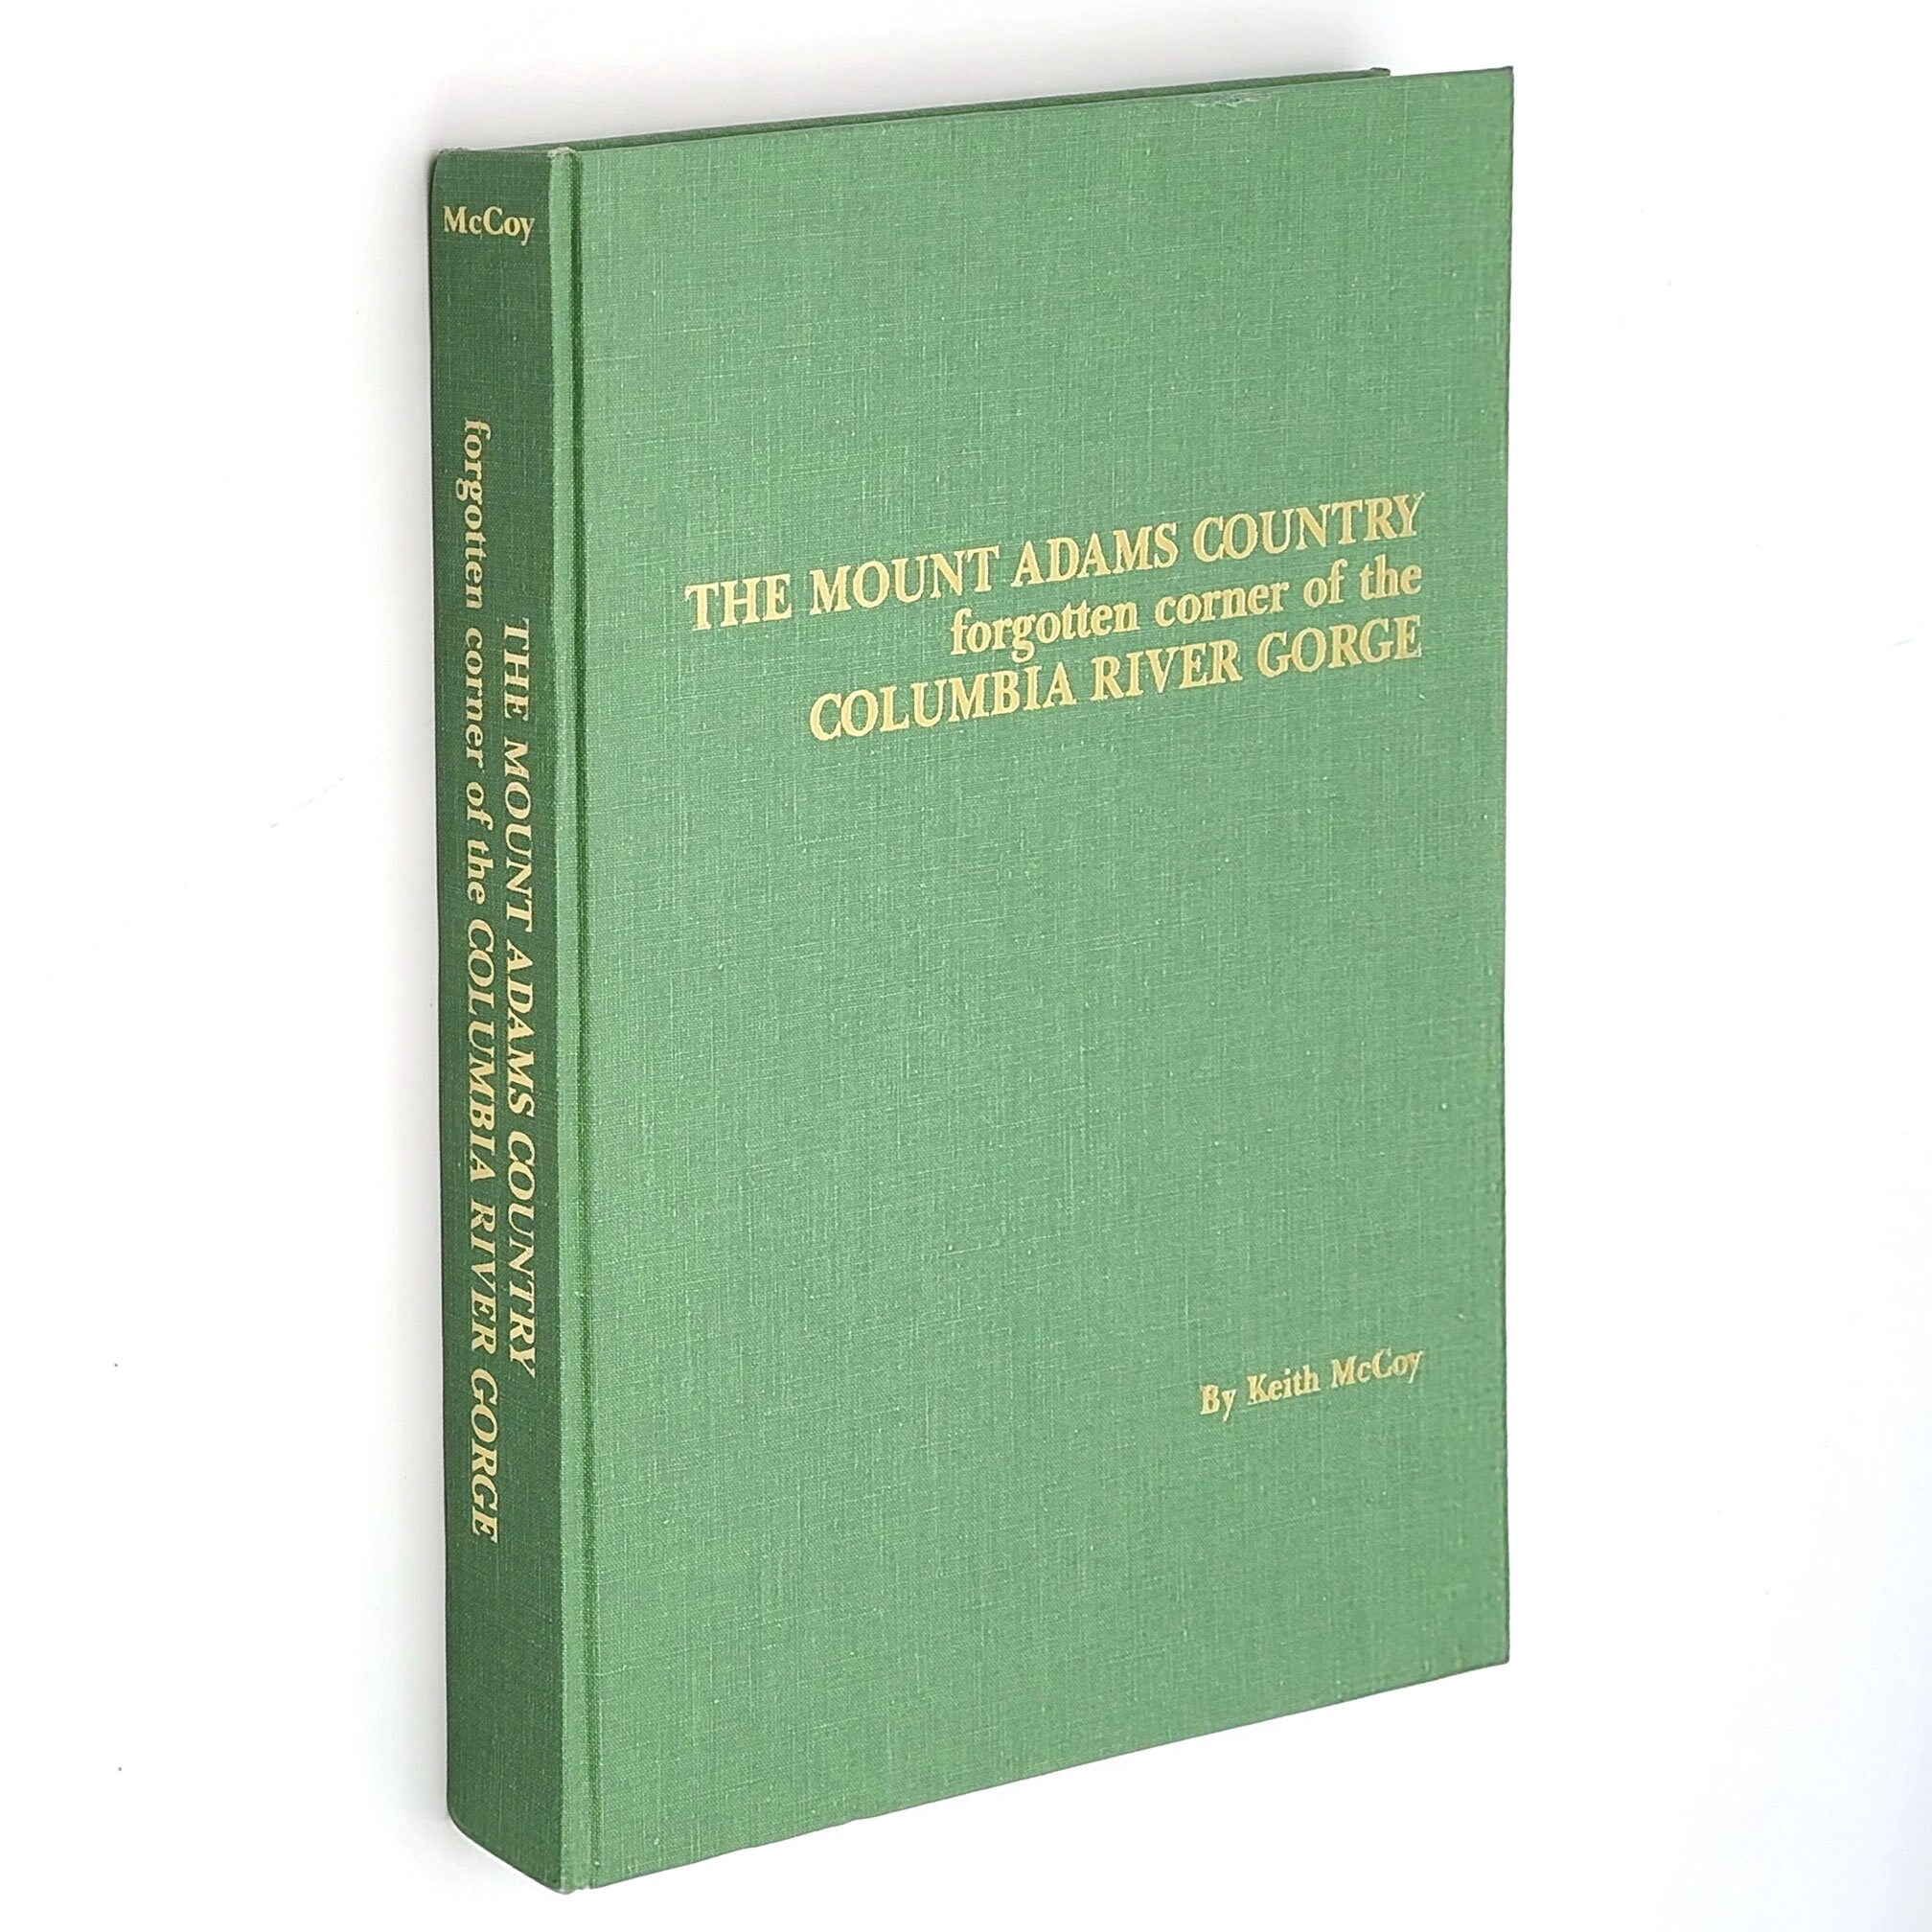 McCoy
THE MOUNT ADAMS COUNTRY
forgotten corner of the COLUMBIA RIVER GORGE
THE MOUNT ADAMS COUNTRY
forgotten corner of the
COLUMBIA RIVER GORGE
By Keith McCoy